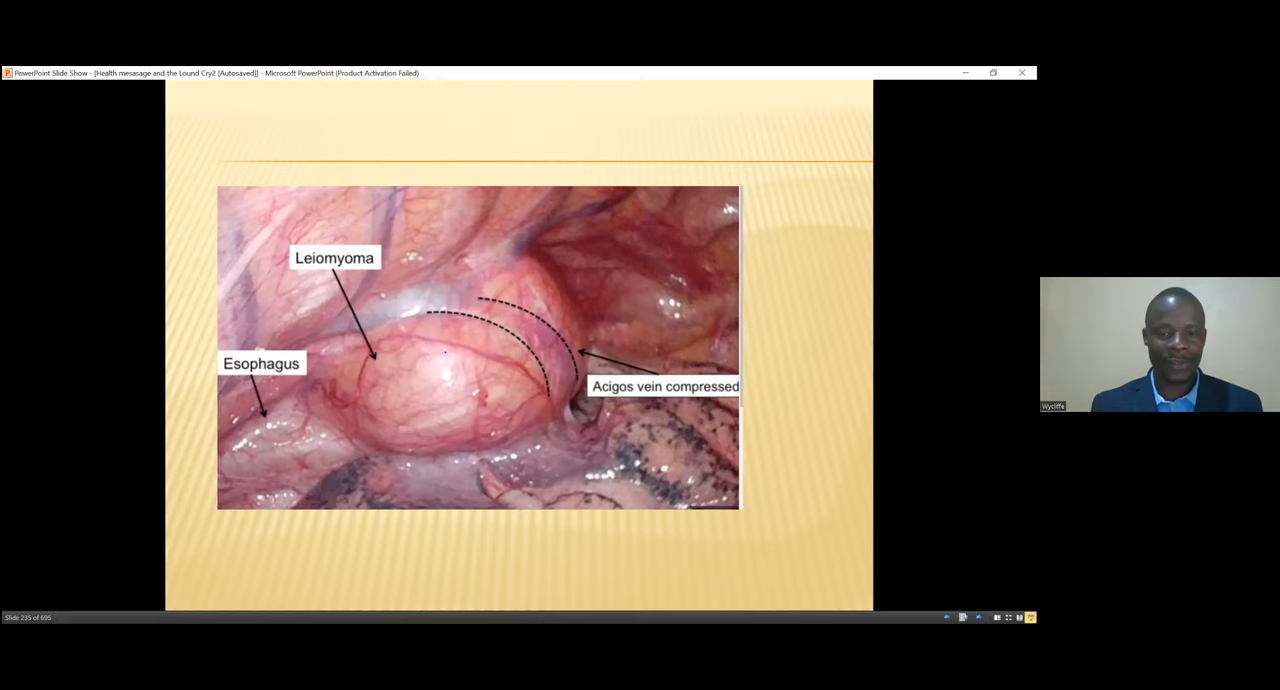 PowerPoint Slide Show - [Health mesasage and the Lound Cry2 [Autosaved]] - Microsoft PowerPoint (Product Activation Failed)
Leiomyoma
Esophagus
Acigos vein compressed
Wycliffe
Slide 235 of 695